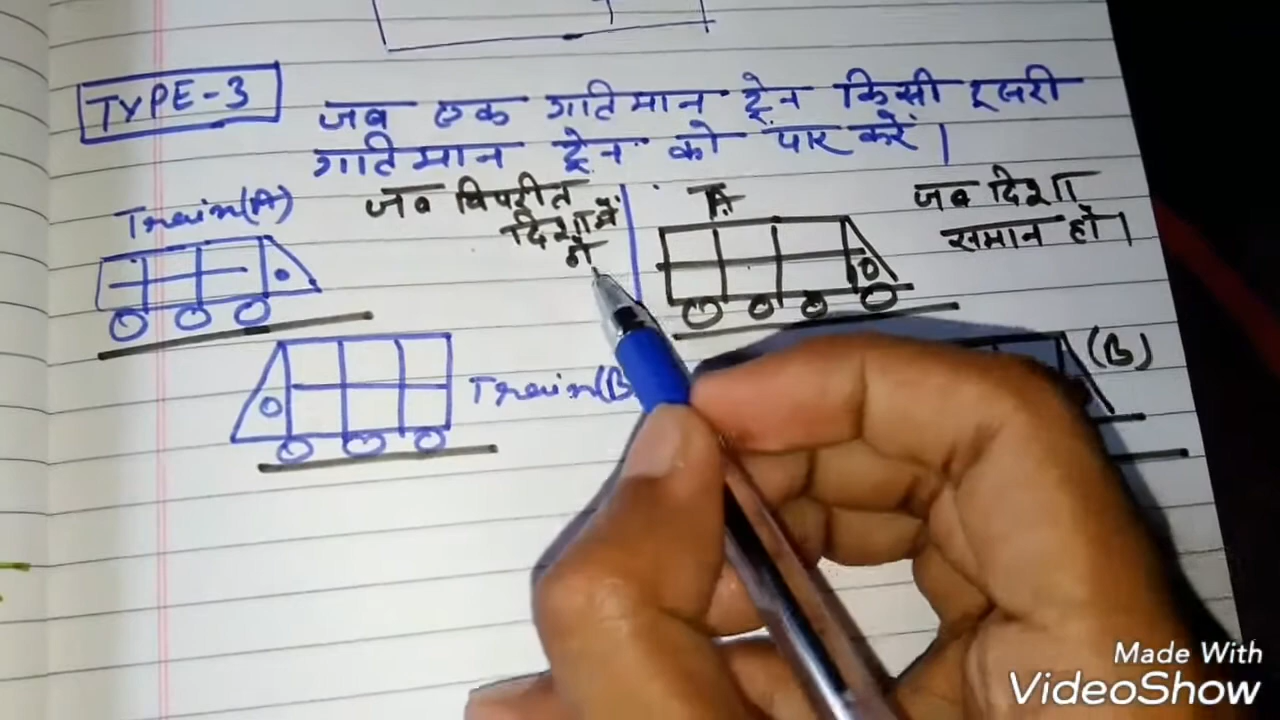 TYPE-3
जब एक गतिमान ट्रेन किसी दूसरी
गतिमान ट्रेन को पार करें।
Train(A)
जब विपरीत
दिशा में
हो
A
जब दिशा
समान हो।
Train(B
(B)
Made With
VideoShow